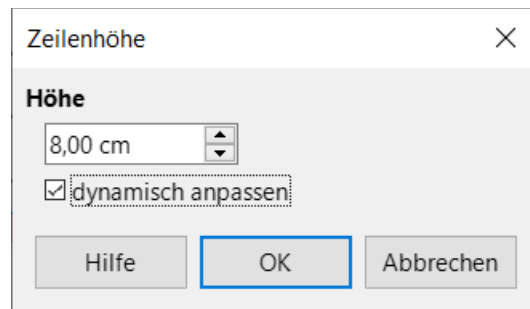 Zeilenhöhe
Höhe
8,00 cm
dynamisch anpassen
Hilfe OK Abbrechen